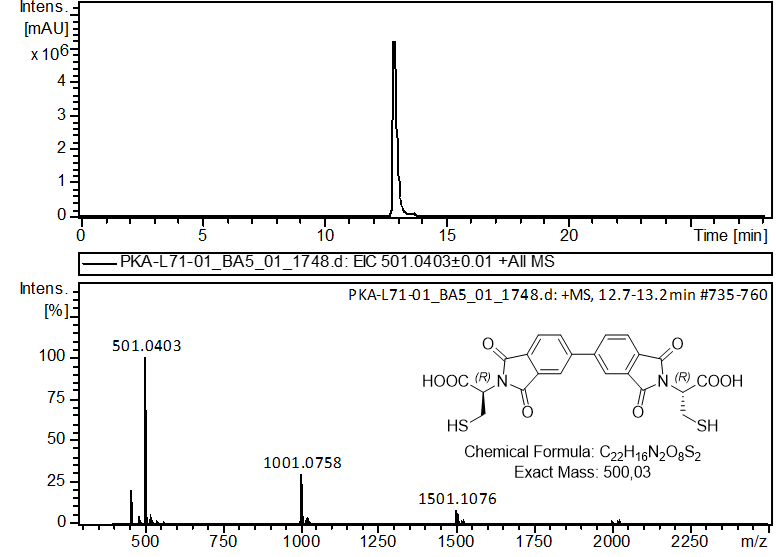 Intens.
[mAU]
x10⁶
4
3
2
1
0
0 5 10 15 20 Time [min]
PKA-L71-01_BA5_01_1748.d: EIC 501.0403±0.01 +All MS
Intens.
[%]
PKA-L71-01_BA5_01_1748.d: +MS, 12.7-13.2min #735-760
501.0403
100
75
50
25
0
1001.0758
1501.1076
O O
HOOC (R) N N (R) COOH
O O
HS SH
Chemical Formula: C₂₂H₁₆N₂O₈S₂
Exact Mass: 500,03
500 750 1000 1250 1500 1750 2000 2250 m/z